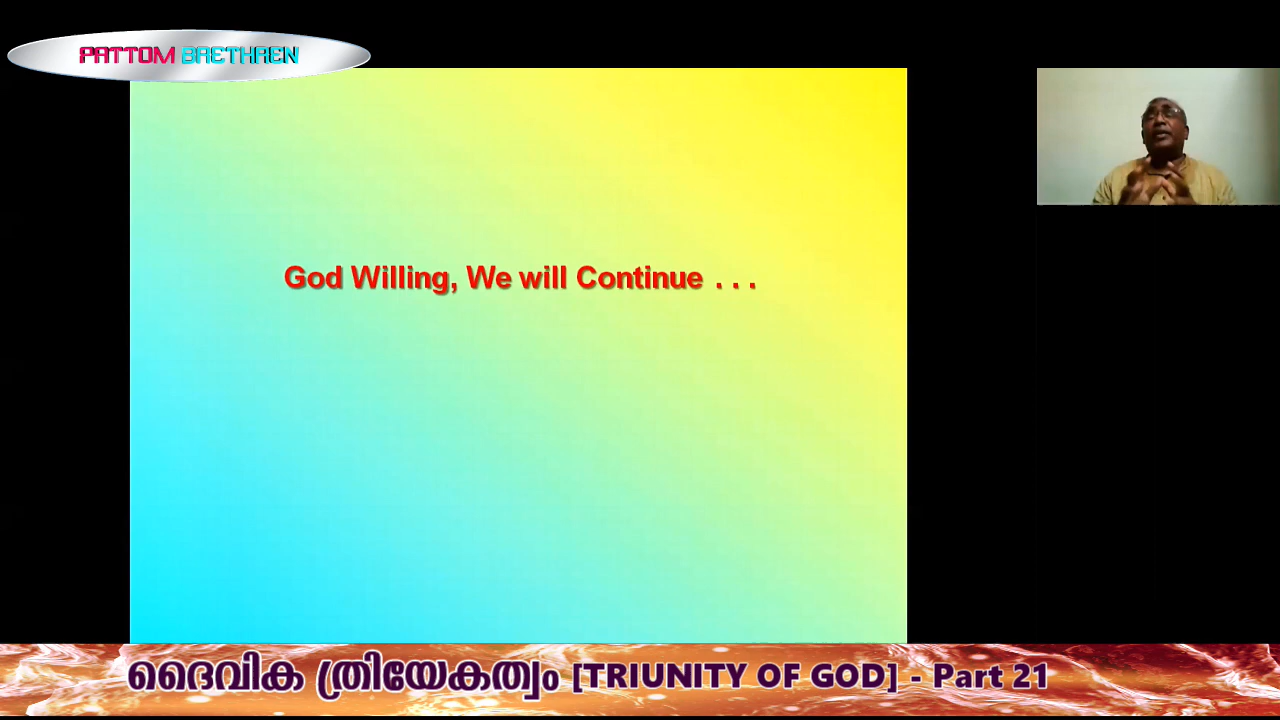 PATTOM BRETHREN
God Willing, We will Continue . . .
ദൈവിക ത്രിയേകത്വം [TRIUNITY OF GOD] - Part 21